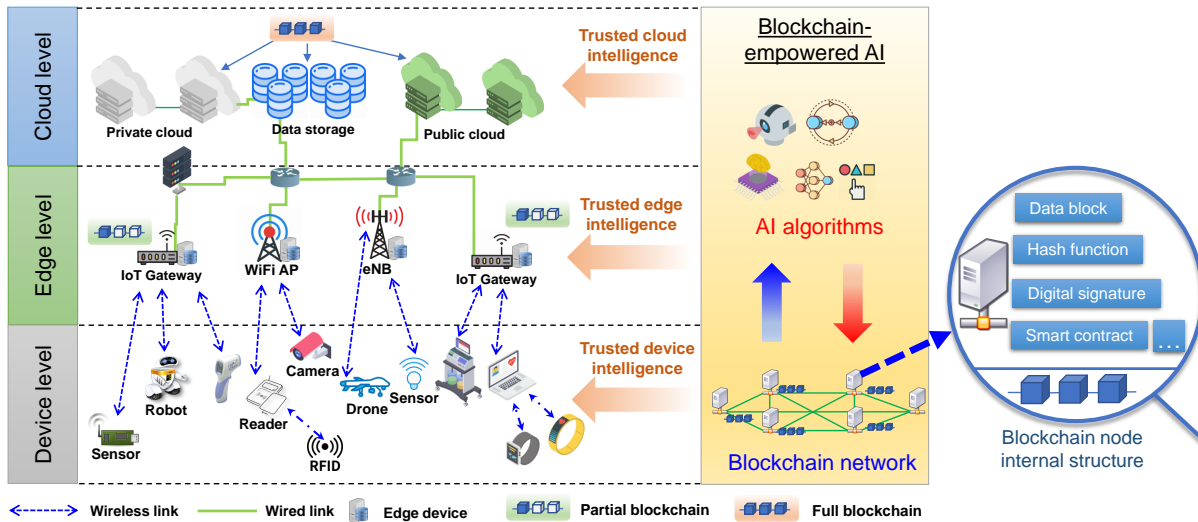 Cloud level
Private cloud
Data storage
Public cloud
Trusted cloud
intelligence
Edge level
IoT Gateway
WiFi AP
eNB
IoT Gateway
Trusted edge
intelligence
Device level
Sensor
Robot
Reader
Camera
RFID
Drone
Sensor
Trusted device
intelligence
Blockchain-
empowered AI
AI algorithms
Blockchain network
Data block
Hash function
Digital signature
Smart contract
...
Blockchain node
internal structure
Wireless link
Wired link
Edge device
Partial blockchain
Full blockchain